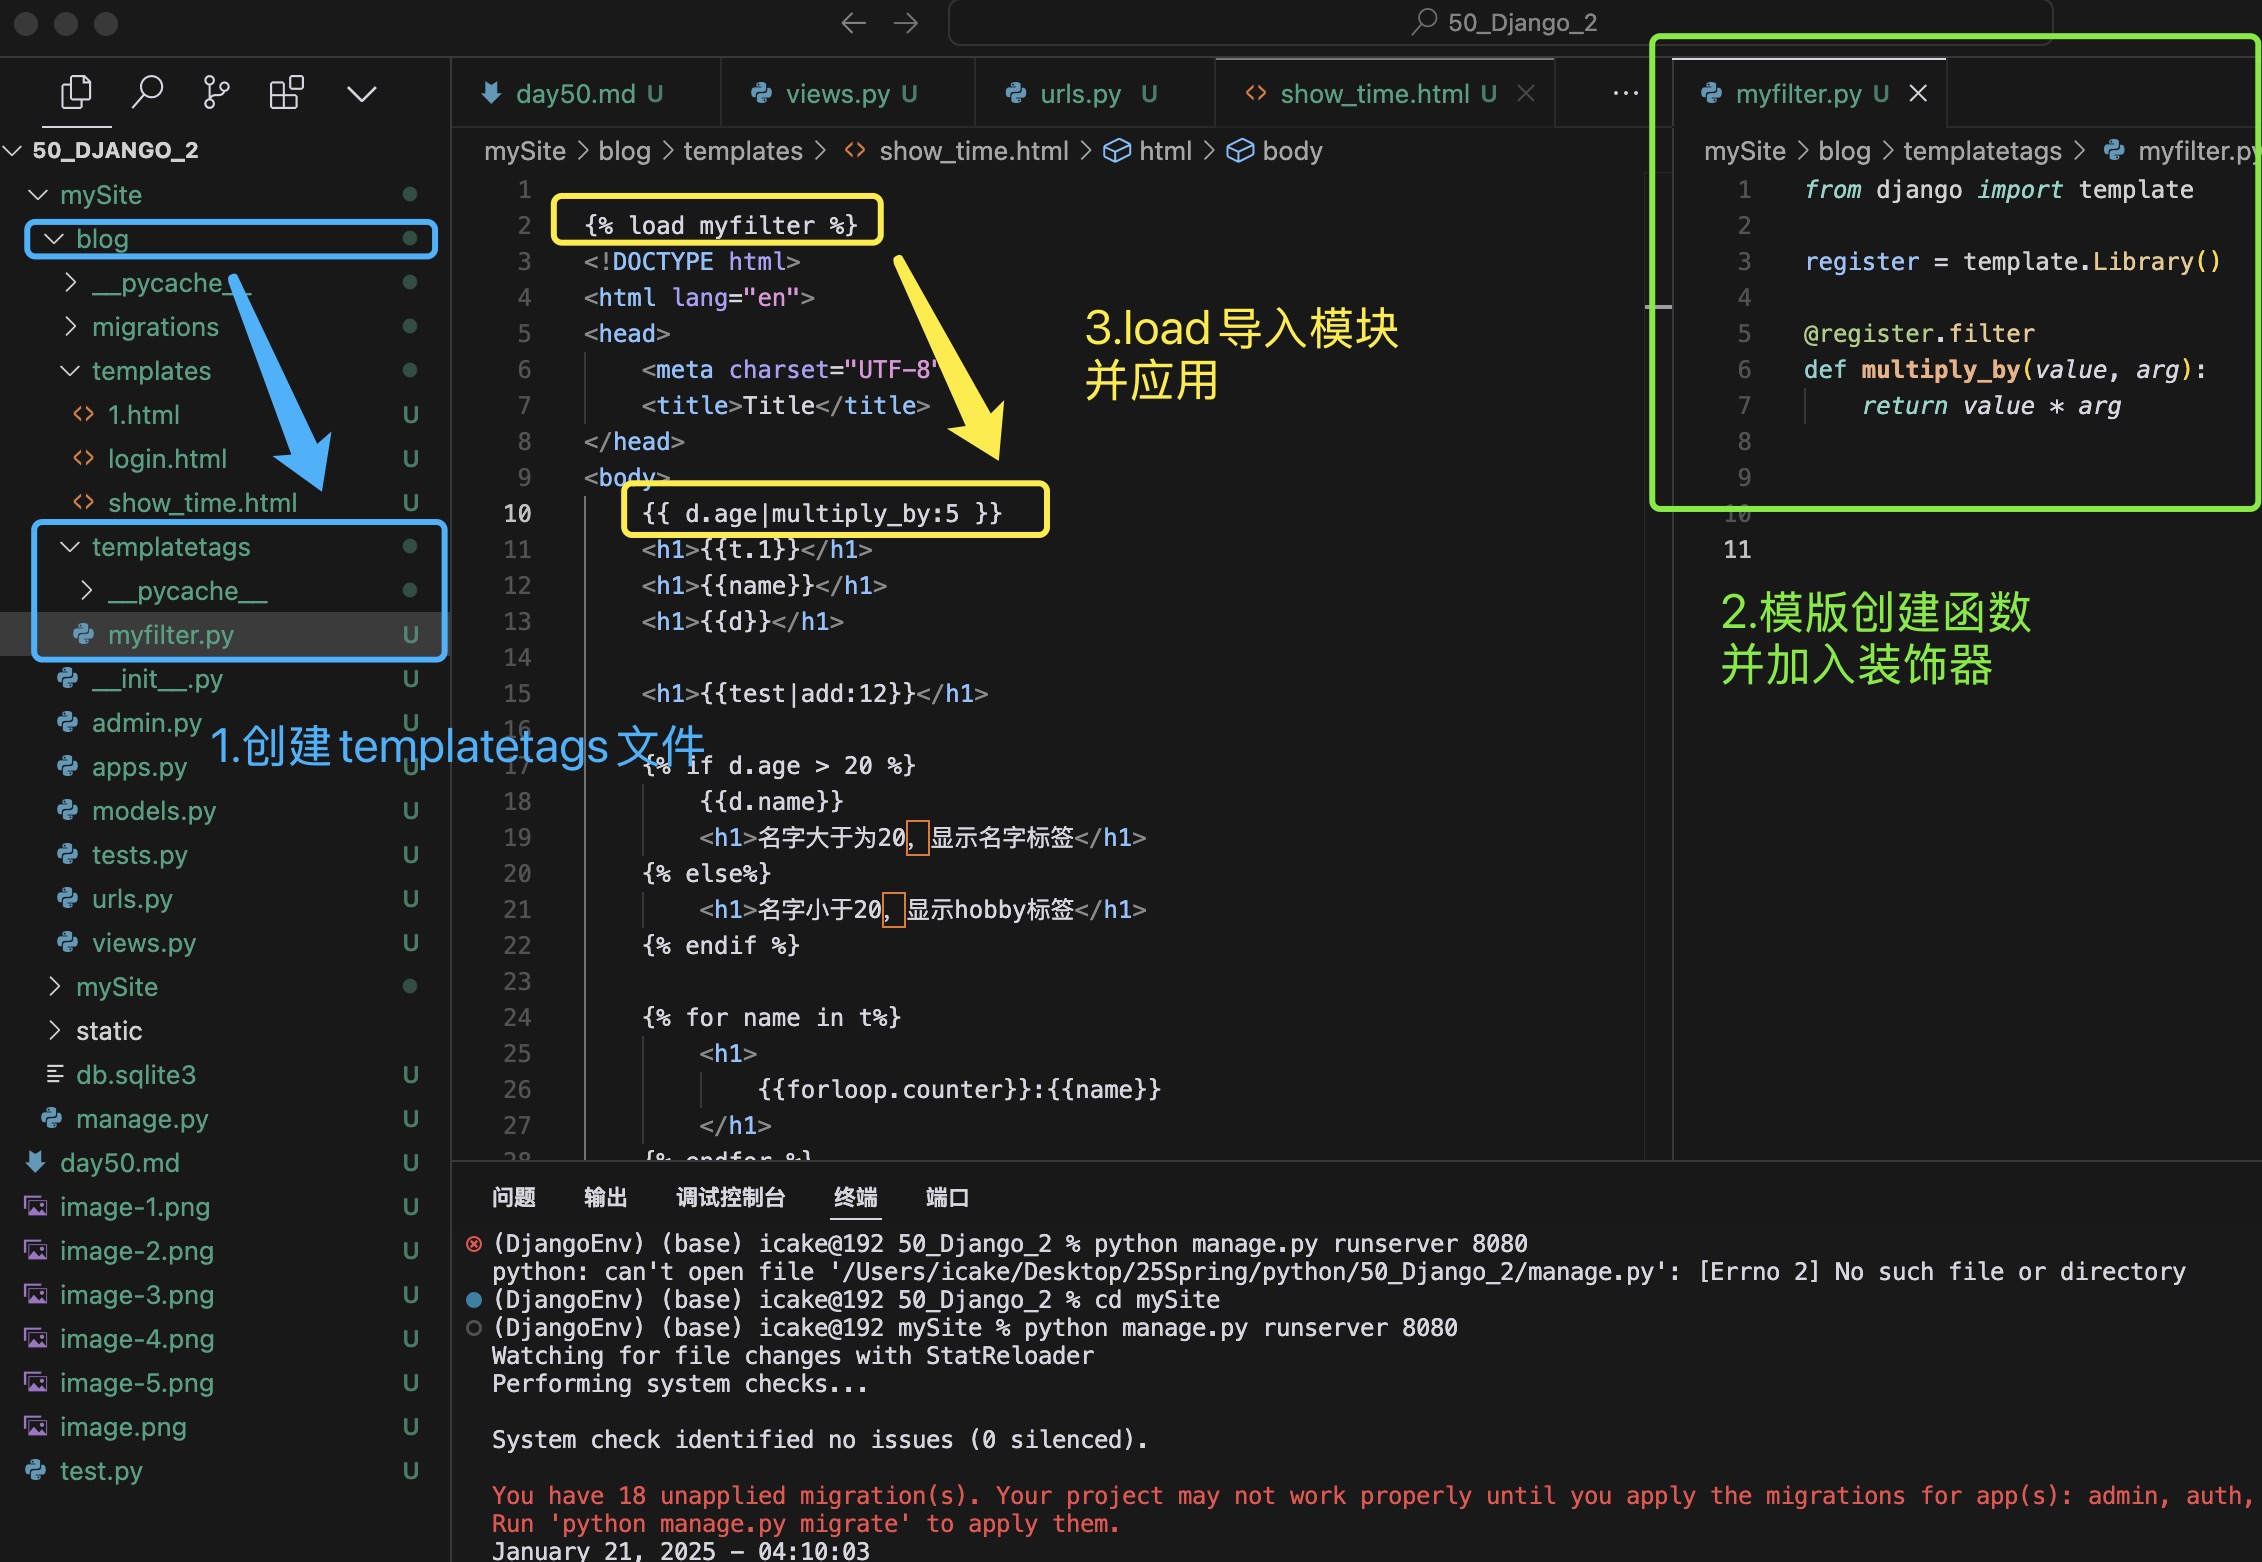 50_Django_2
50_DJANGO_2
mySite
blog
__pycache__
migrations
templates
1.html U
login.html U
show_time.html U
templatetags
__pycache__
myfilter.py U
__init__.py U
admin.py U
apps.py U
models.py U
tests.py U
urls.py U
views.py U
mySite
static
db.sqlite3 U
manage.py U
day50.md U
image-1.png U
image-2.png U
image-3.png U
image-4.png U
image-5.png U
image.png U
test.py U
1.创建templatetags文件
day50.md U views.py U urls.py U show_time.html U
mySite > blog > templates > show_time.html > html > body
1
2 {% load myfilter %}
3 <!DOCTYPE html>
4 <html lang="en">
5 <head>
6 <meta charset="UTF-8"
7 <title>Title</title>
8 </head>
9 <body>
10 {{ d.age|multiply_by:5 }}
11 <h1>{{t.1}}</h1>
12 <h1>{{name}}</h1>
13 <h1>{{d}}</h1>
14
15 <h1>{{test|add:12}}</h1>
16
17 {% if d.age > 20 %}
18 {{d.name}}
19 <h1>名字大于为20，显示名字标签</h1>
20 {% else%}
21 <h1>名字小于20，显示hobby标签</h1>
22 {% endif %}
23
24 {% for name in t%}
25 <h1>
26 {{forloop.counter}}:{{name}}
27 </h1>
28 {% endfor %}
3.load导入模块
并应用
myfilter.py U
mySite > blog > templatetags > myfilter.py
1 from django import template
2
3 register = template.Library()
4
5 @register.filter
6 def multiply_by(value, arg):
7 return value * arg
8
9
10
11
2.模版创建函数
并加入装饰器
问题 输出 调试控制台 终端 端口
(DjangoEnv) (base) icake@192 50_Django_2 % python manage.py runserver 8080
python: can't open file '/Users/icake/Desktop/25Spring/python/50_Django_2/manage.py': [Errno 2] No such file or directory
(DjangoEnv) (base) icake@192 50_Django_2 % cd mySite
(DjangoEnv) (base) icake@192 mySite % python manage.py runserver 8080
Watching for file changes with StatReloader
Performing system checks...
System check identified no issues (0 silenced).
You have 18 unapplied migration(s). Your project may not work properly until you apply the migrations for app(s): admin, auth,
Run 'python manage.py migrate' to apply them.
January 21, 2025 - 04:10:03